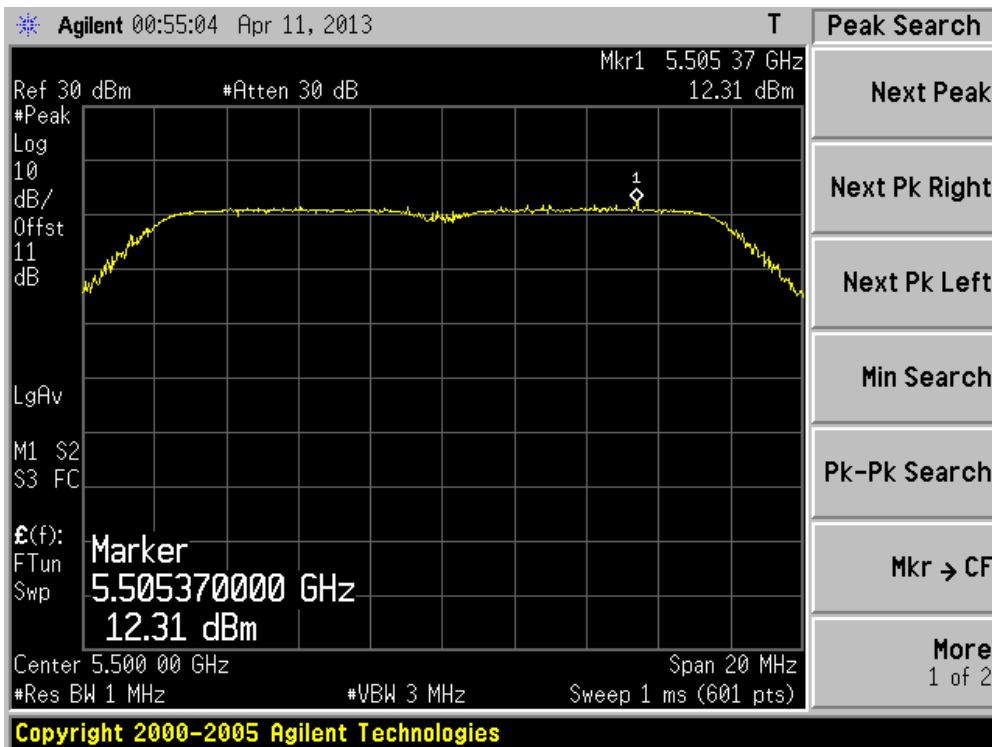 Agilent 00:55:04 Apr 11, 2013 T
Peak Search
Mkr1 5.505 37 GHz
Ref 30 dBm #Atten 30 dB 12.31 dBm
Next Peak
#Peak
Log
10
dB/
Offst
11
dB
1
Next Pk Right
Next Pk Left
LgAv
Min Search
M1 S2
S3 FC
Pk-Pk Search
£(f):
FTun
Swp
Marker
5.505370000 GHz
12.31 dBm
Mkr → CF
Center 5.500 00 GHz Span 20 MHz
#Res BW 1 MHz #VBW 3 MHz Sweep 1 ms (601 pts)
More
1 of 2
Copyright 2000-2005 Agilent Technologies